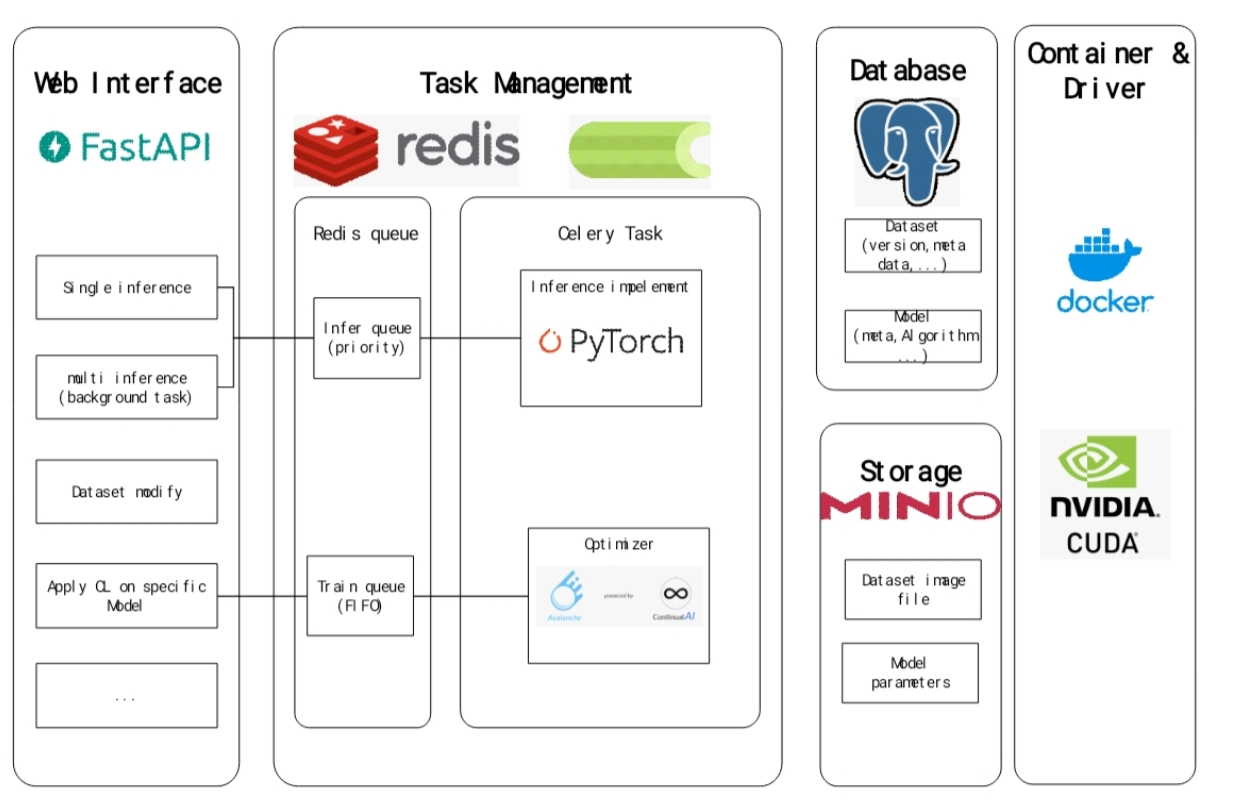 Web Interface
FastAPI
Single inference
multi inference
(background task)
Dataset modify
Apply CL on specific
Model
...
Task Management
redis
Redis queue
Infer queue
(priority)
Train queue
(FIFO)
Celery Task
Inference impelement
PyTorch
Optimizer
Avalanche
powered by
ContinualAI
Database
Dataset
(version, meta
data, ...)
Model
(meta, Algorithm
...)
Storage
MINIO
Dataset image
file
Model
parameters
Container &
Driver
docker
NVIDIA.
CUDA